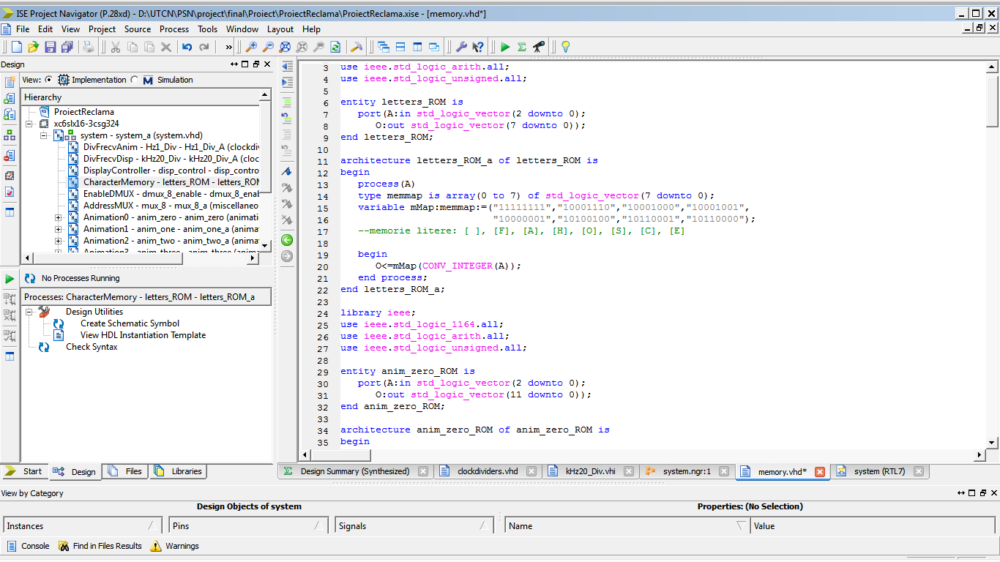 ISE Project Navigator (P.28xd) - D:\UTCN\PSN\project\final\Proiect\ProiectReclama\ProiectReclama.xise - [memory.vhd*]
File Edit View Project Source Process Tools Window Layout Help
Design
View: Implementation Simulation
Hierarchy
ProiectReclama
xc6slx16-3csg324
system - system_a (system.vhd)
DivFrecvAnim - Hz1_Div - Hz1_Div_A (clockdiv
DivFrecvDisp - kHz20_Div - kHz20_Div_A (cloc
DisplayController - disp_control - disp_contro
CharacterMemory - letters_ROM - letters_ROM
EnableDMUX - dmux_8_enable - dmux_8_enab
AddressMUX - mux_8 - mux_8_a (miscellaneo
Animation0 - anim_zero - anim_zero (animati
Animation1 - anim_one - anim_one_a (animat
Animation2 - anim_two - anim_two_a (animat
Animation3 - anim_three - anim_three (animat
No Processes Running
Processes: CharacterMemory - letters_ROM - letters_ROM_a
Design Utilities
Create Schematic Symbol
View HDL Instantiation Template
Check Syntax
Start Design Files Libraries
3 use ieee.std_logic_arith.all;
4 use ieee.std_logic_unsigned.all;
5
6 entity letters_ROM is
7 port(A:in std_logic_vector(2 downto 0);
8 O:out std_logic_vector(7 downto 0));
9 end letters_ROM;
10
11 architecture letters_ROM_a of letters_ROM is
12 begin
13 process(A)
14 type memmap is array(0 to 7) of std_logic_vector(7 downto 0);
15 variable mMap:memmap:=("11111111","10001110","10001000","10001001",
16 "10000001","10100100","10110001","10110000");
17 --memorie litere: [ ], [F], [A], [H], [O], [S], [C], [E]
18
19 begin
20 O<=mMap(CONV_INTEGER(A));
21 end process;
22 end letters_ROM_a;
23
24 library ieee;
25 use ieee.std_logic_1164.all;
26 use ieee.std_logic_arith.all;
27 use ieee.std_logic_unsigned.all;
28
29 entity anim_zero_ROM is
30 port(A:in std_logic_vector(2 downto 0);
31 O:out std_logic_vector(11 downto 0));
32 end anim_zero_ROM;
33
34 architecture anim_zero_ROM of anim_zero_ROM is
35 begin
Design Summary (Synthesized) clockdividers.vhd kHz20_Div.vhi system.ngr:1 memory.vhd* system (RTL7)
View by Category
Design Objects of system
Properties: (No Selection)
Instances Pins Signals Name Value
Console Find in Files Results Warnings